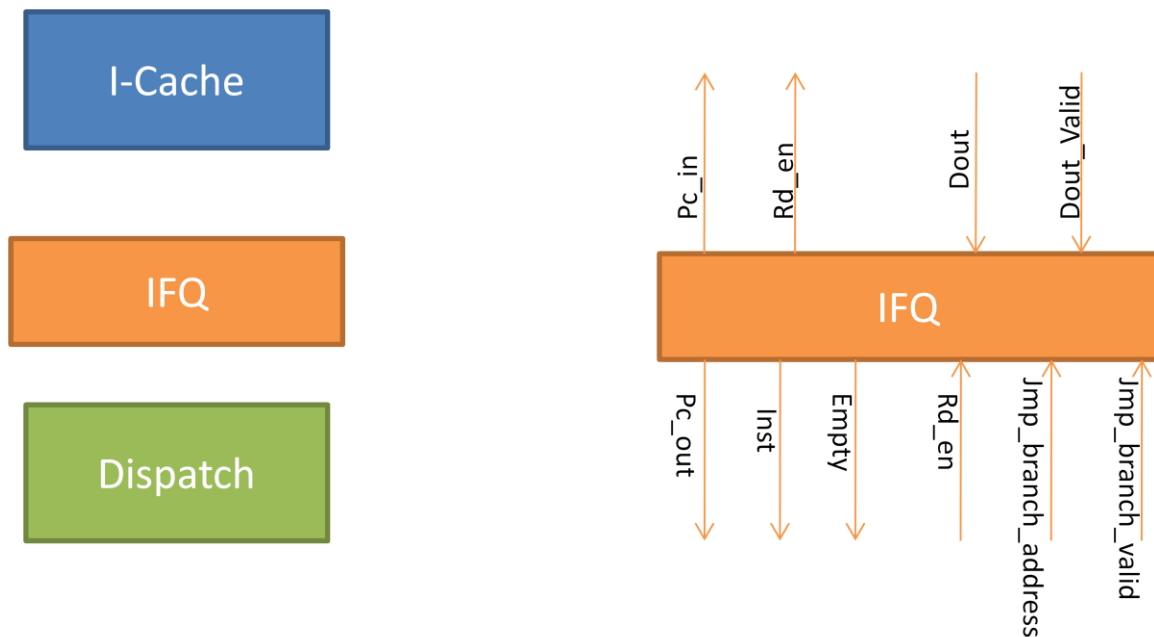 I-Cache
IFQ
Dispatch
Pc_in
Rd_en
Dout
Dout_Valid
IFQ
Pc_out
Inst
Empty
Rd_en
Jmp_branch_address
Jmp_branch_valid